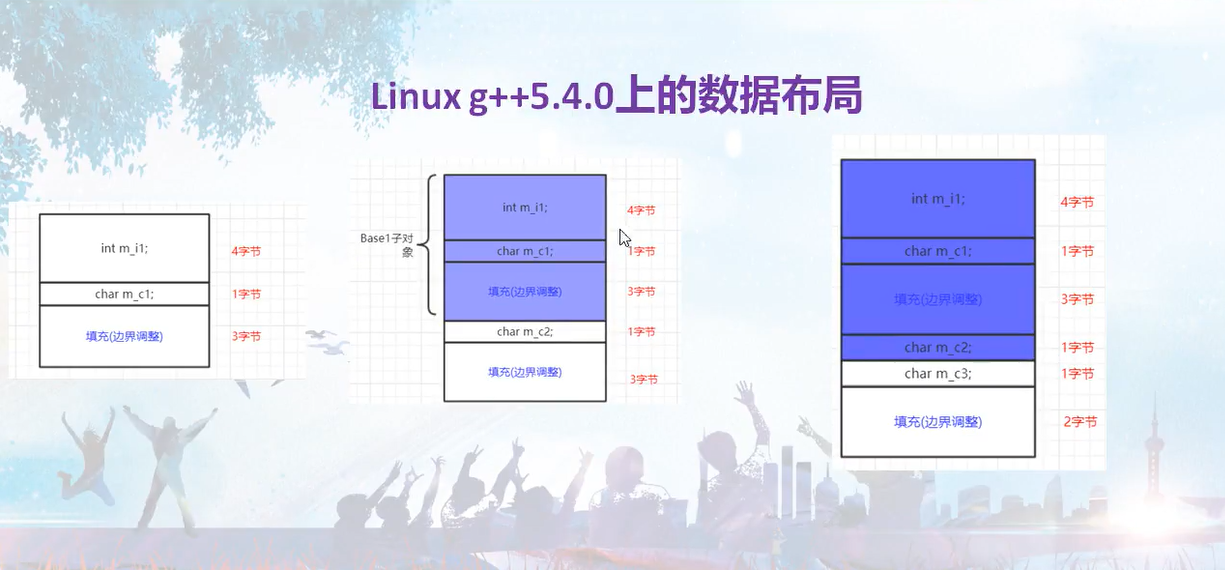 Linux g++5.4.0上的数据布局
int m_i1;
4字节
char m_c1;
1字节
填充(边界调整)
3字节
Base1子对
象
int m_i1;
4字节
char m_c1;
1字节
填充(边界调整)
3字节
char m_c2;
1字节
填充(边界调整)
3字节
int m_i1;
4字节
char m_c1;
1字节
填充(边界调整)
3字节
char m_c2;
1字节
char m_c3;
1字节
填充(边界调整)
2字节